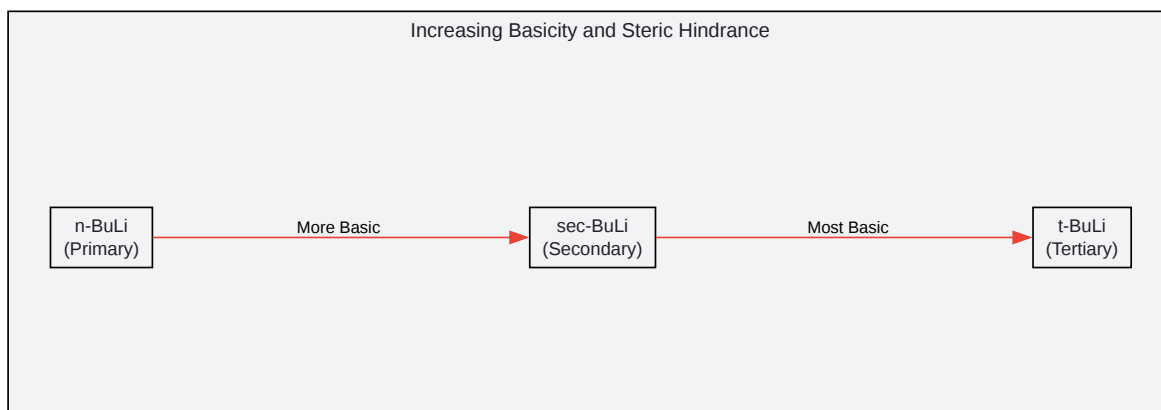 Increasing Basicity and Steric Hindrance
n-BuLi
(Primary)
More Basic
sec-BuLi
(Secondary)
Most Basic
t-BuLi
(Tertiary)